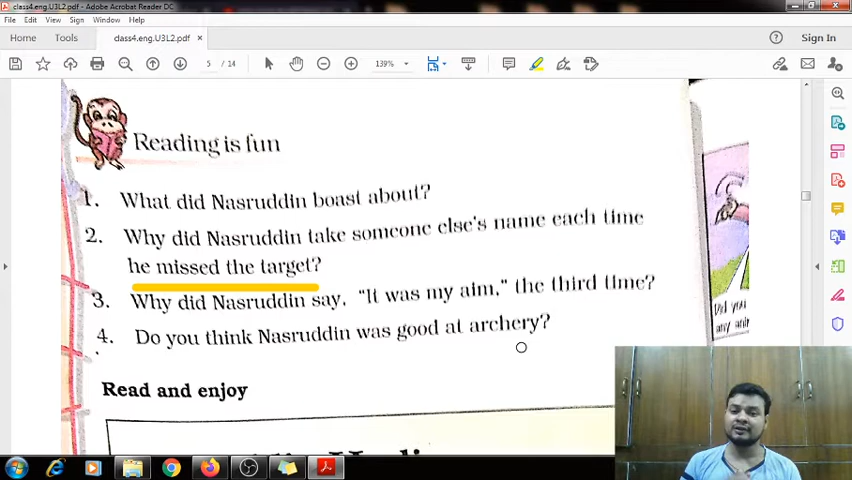 class4.eng.U3L2.pdf - Adobe Acrobat Reader DC
File Edit View Sign Window Help
Home Tools class4.eng.U3L2.pdf × Sign In
5 / 14 139%
Reading is fun
1. What did Nasruddin boast about?
2. Why did Nasruddin take someone else's name each time
he missed the target?
3. Why did Nasruddin say, "It was my aim," the third time?
4. Do you think Nasruddin was good at archery?
Did you
any
Read and enjoy